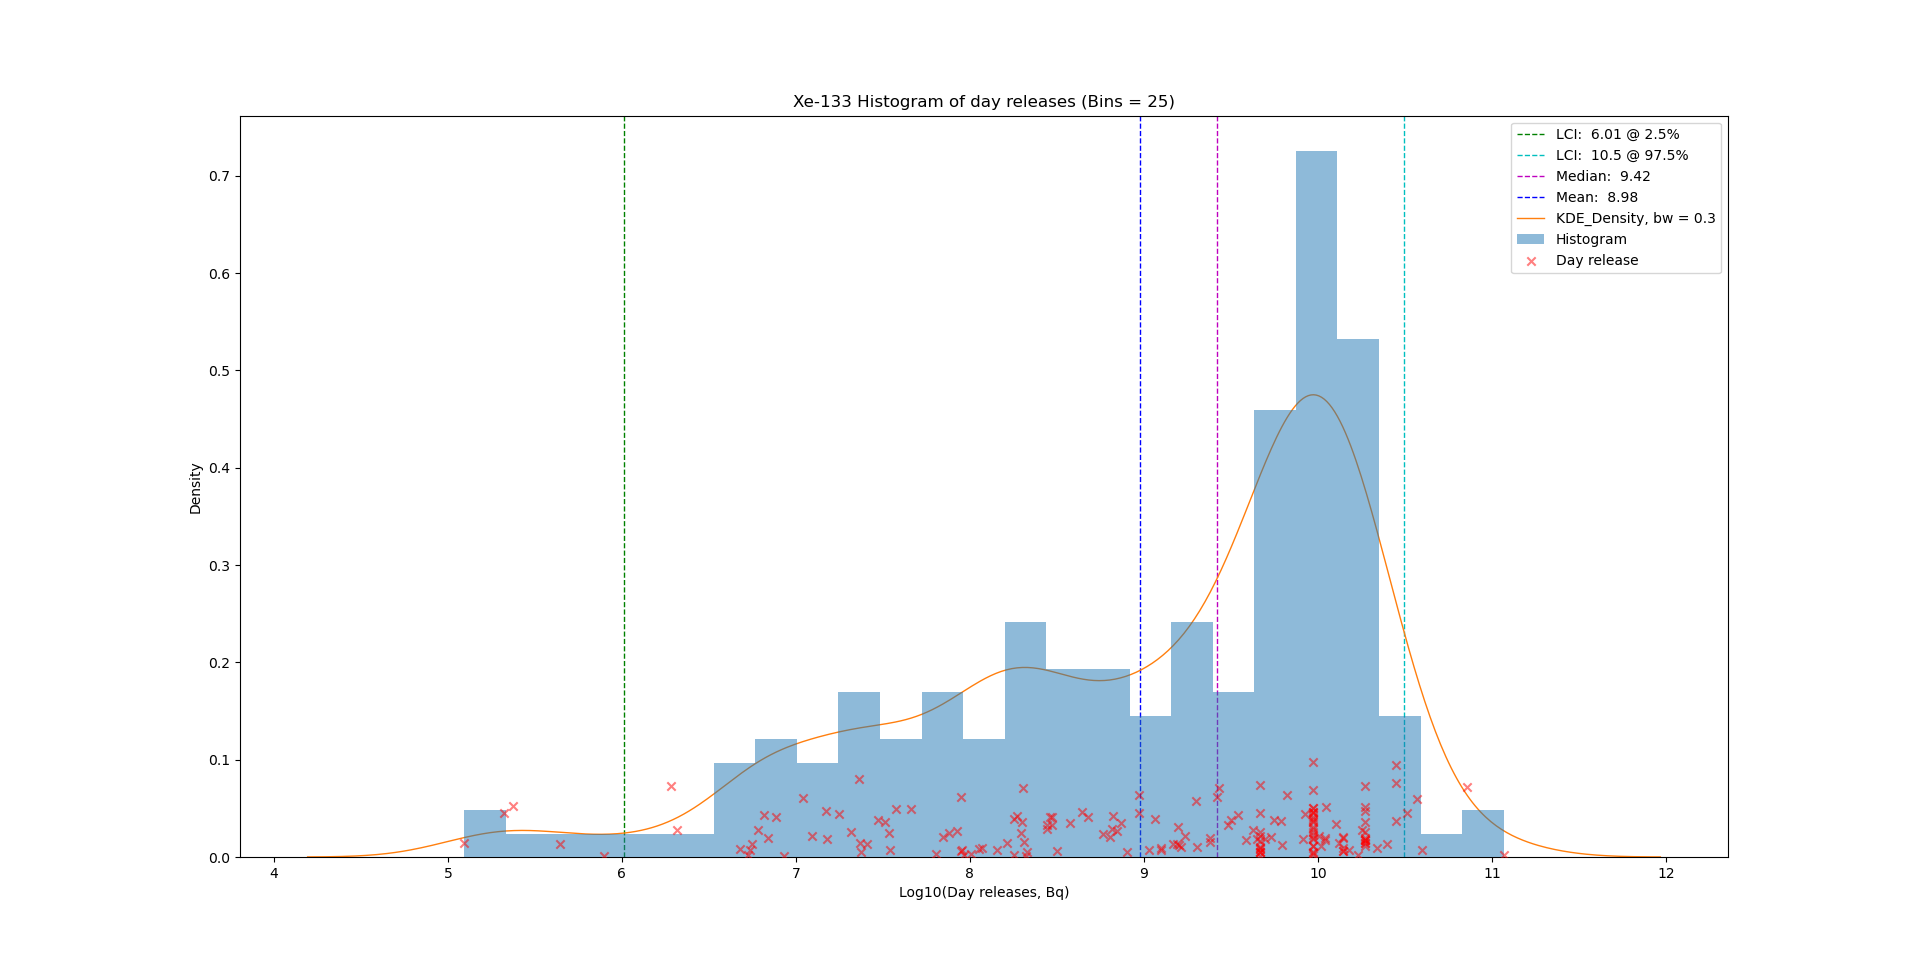 Xe-133 Histogram of day releases (Bins = 25)
LCI:  6.01 @ 2.5%
LCI:  10.5 @ 97.5%
Median:  9.42
Mean:  8.98
KDE_Density, bw = 0.3
Histogram
Day release
0.7
0.6
0.5
0.4
0.3
0.2
0.1
0.0
Density
4 5 6 7 8 9 10 11 12
Log10(Day releases, Bq)